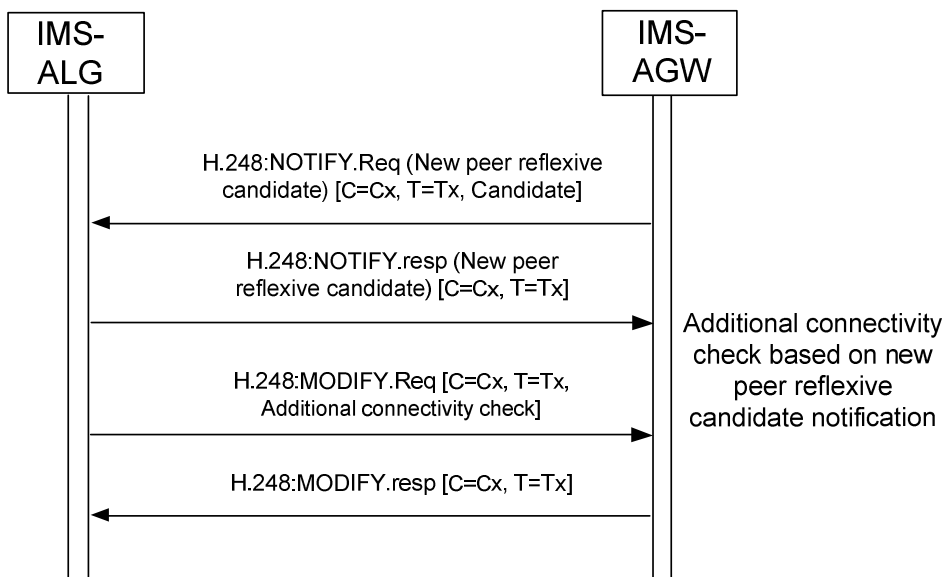 IMS-
ALG
IMS-
AGW
H.248:NOTIFY.Req (New peer reflexive
candidate) [C=Cx, T=Tx, Candidate]
H.248:NOTIFY.resp (New peer
reflexive candidate) [C=Cx, T=Tx]
H.248:MODIFY.Req [C=Cx, T=Tx,
Additional connectivity check]
H.248:MODIFY.resp [C=Cx, T=Tx]
Additional connectivity
check based on new
peer reflexive
candidate notification